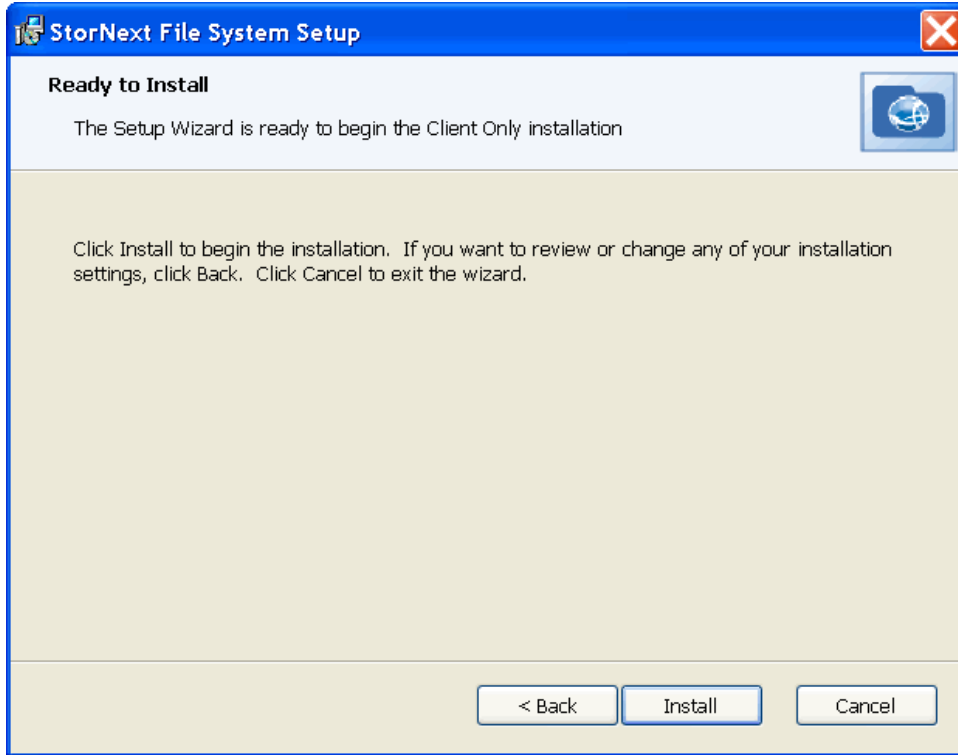 StorNext File System Setup
Ready to Install
The Setup Wizard is ready to begin the Client Only installation
Click Install to begin the installation.  If you want to review or change any of your installation
settings, click Back.  Click Cancel to exit the wizard.
< Back
Install
Cancel